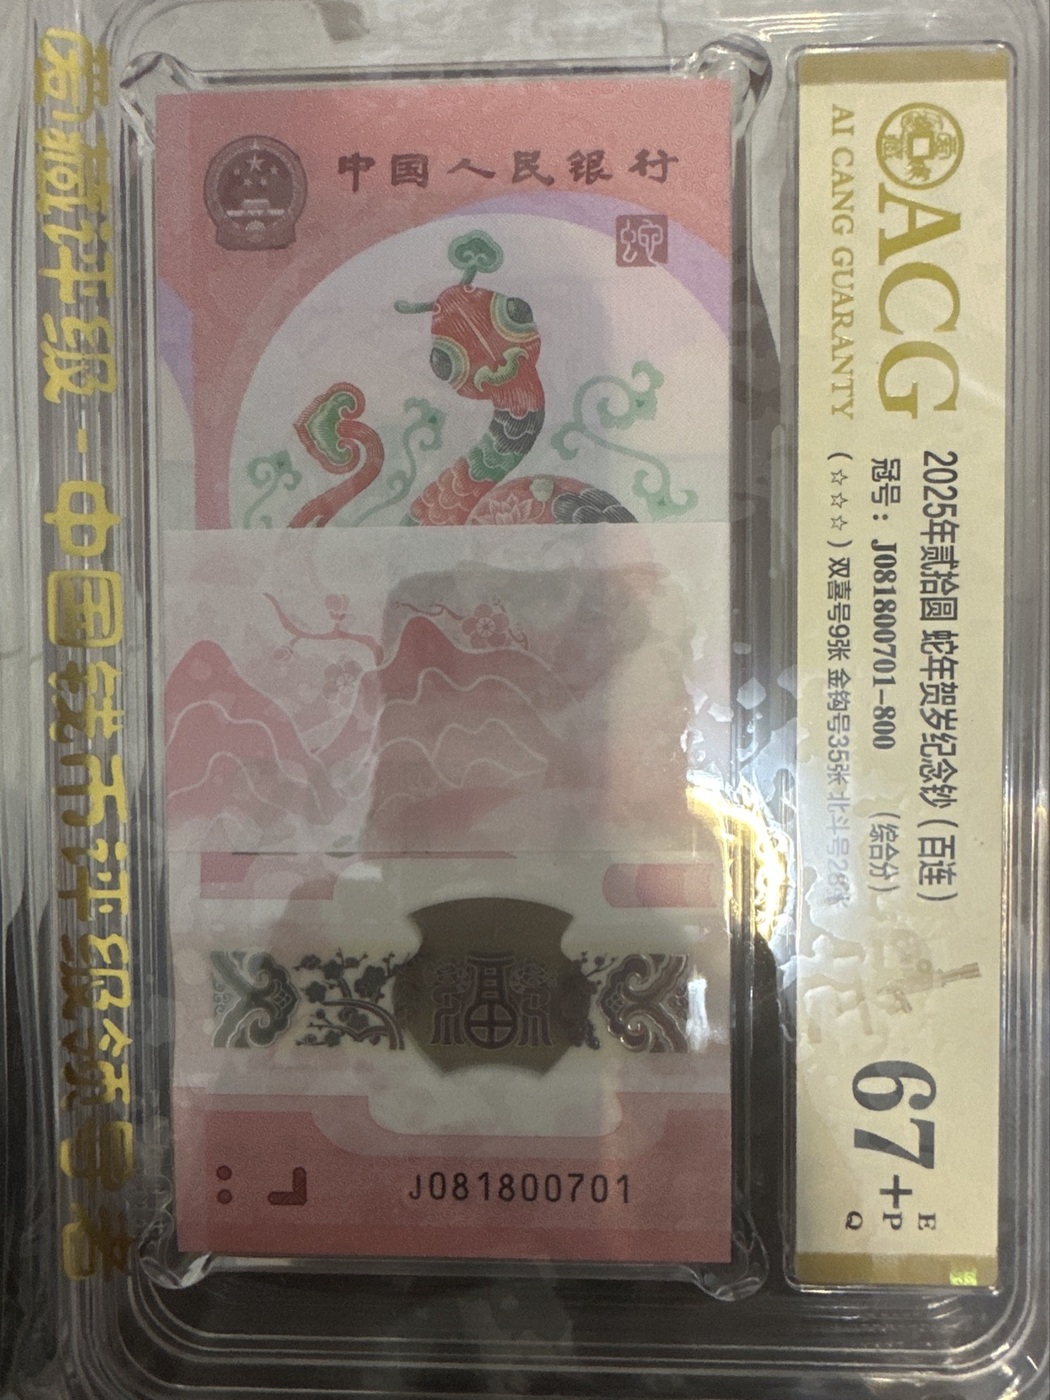 中国人民银行
蛇
福
J081800701
ACG
AI CANG GUARANTY
2025年贰拾圆 蛇年贺岁纪念钞（百连）
冠号：J081800701-800 （综合分）
（☆☆☆）双喜号9张 金钩号35张 北斗号28张
67+
E
P
Q
爱藏评级-中国钱币评级领导者